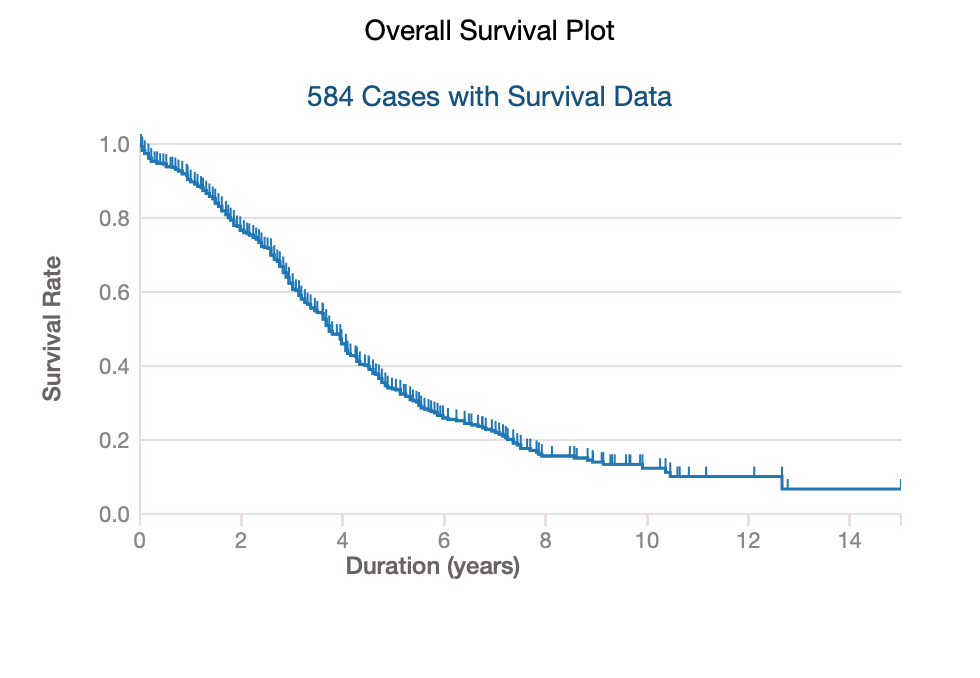 Overall Survival Plot
584 Cases with Survival Data
1.0
0.8
0.6
0.4
0.2
0.0
Survival Rate
0 2 4 6 8 10 12 14
Duration (years)